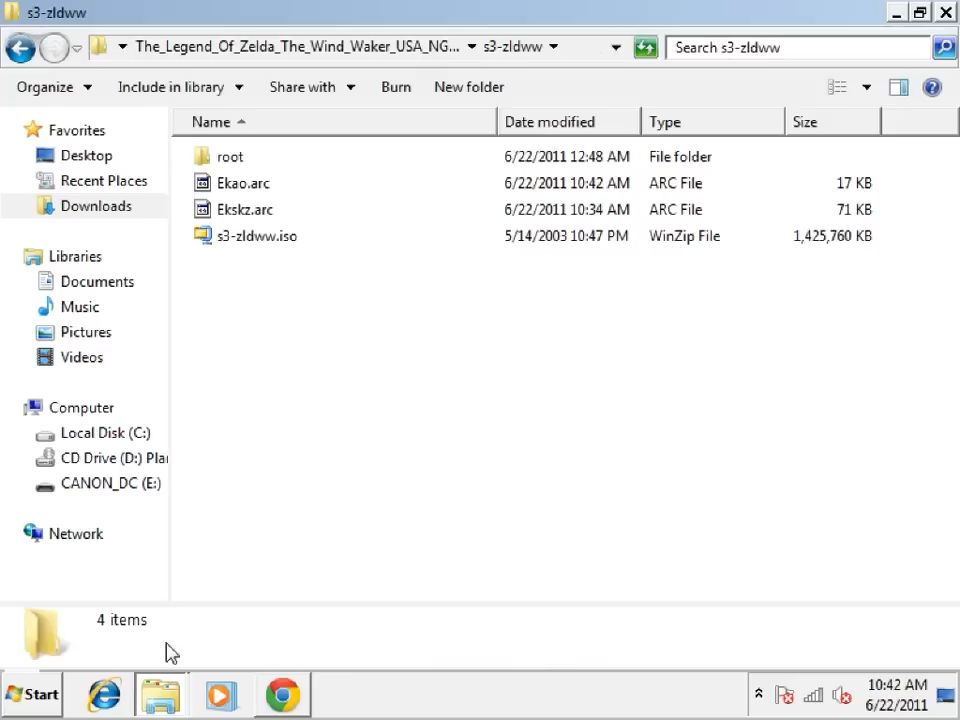 s3-zldww
The_Legend_Of_Zelda_The_Wind_Waker_USA_NG... s3-zldww
Search s3-zldww
Organize Include in library Share with Burn New folder
Name Date modified Type Size
root 6/22/2011 12:48 AM File folder
Ekao.arc 6/22/2011 10:42 AM ARC File 17 KB
Ekskz.arc 6/22/2011 10:34 AM ARC File 71 KB
s3-zldww.iso 5/14/2003 10:47 PM WinZip File 1,425,760 KB
Favorites
Desktop
Recent Places
Downloads
Libraries
Documents
Music
Pictures
Videos
Computer
Local Disk (C:)
CD Drive (D:) Pla
CANON_DC (E:)
Network
4 items
Start
10:42 AM
6/22/2011